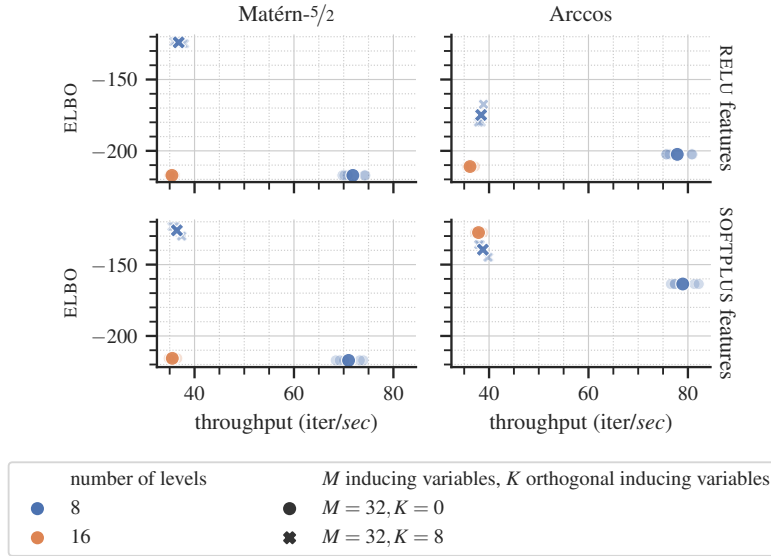 Matérn-5/2 Arccos
ELBO
−150
−200
RELU features
ELBO
−150
−200
SOFTPLUS features
40 60 80 40 60 80
throughput (iter/sec) throughput (iter/sec)
number of levels M inducing variables, K orthogonal inducing variables
8 M = 32, K = 0
16 M = 32, K = 8